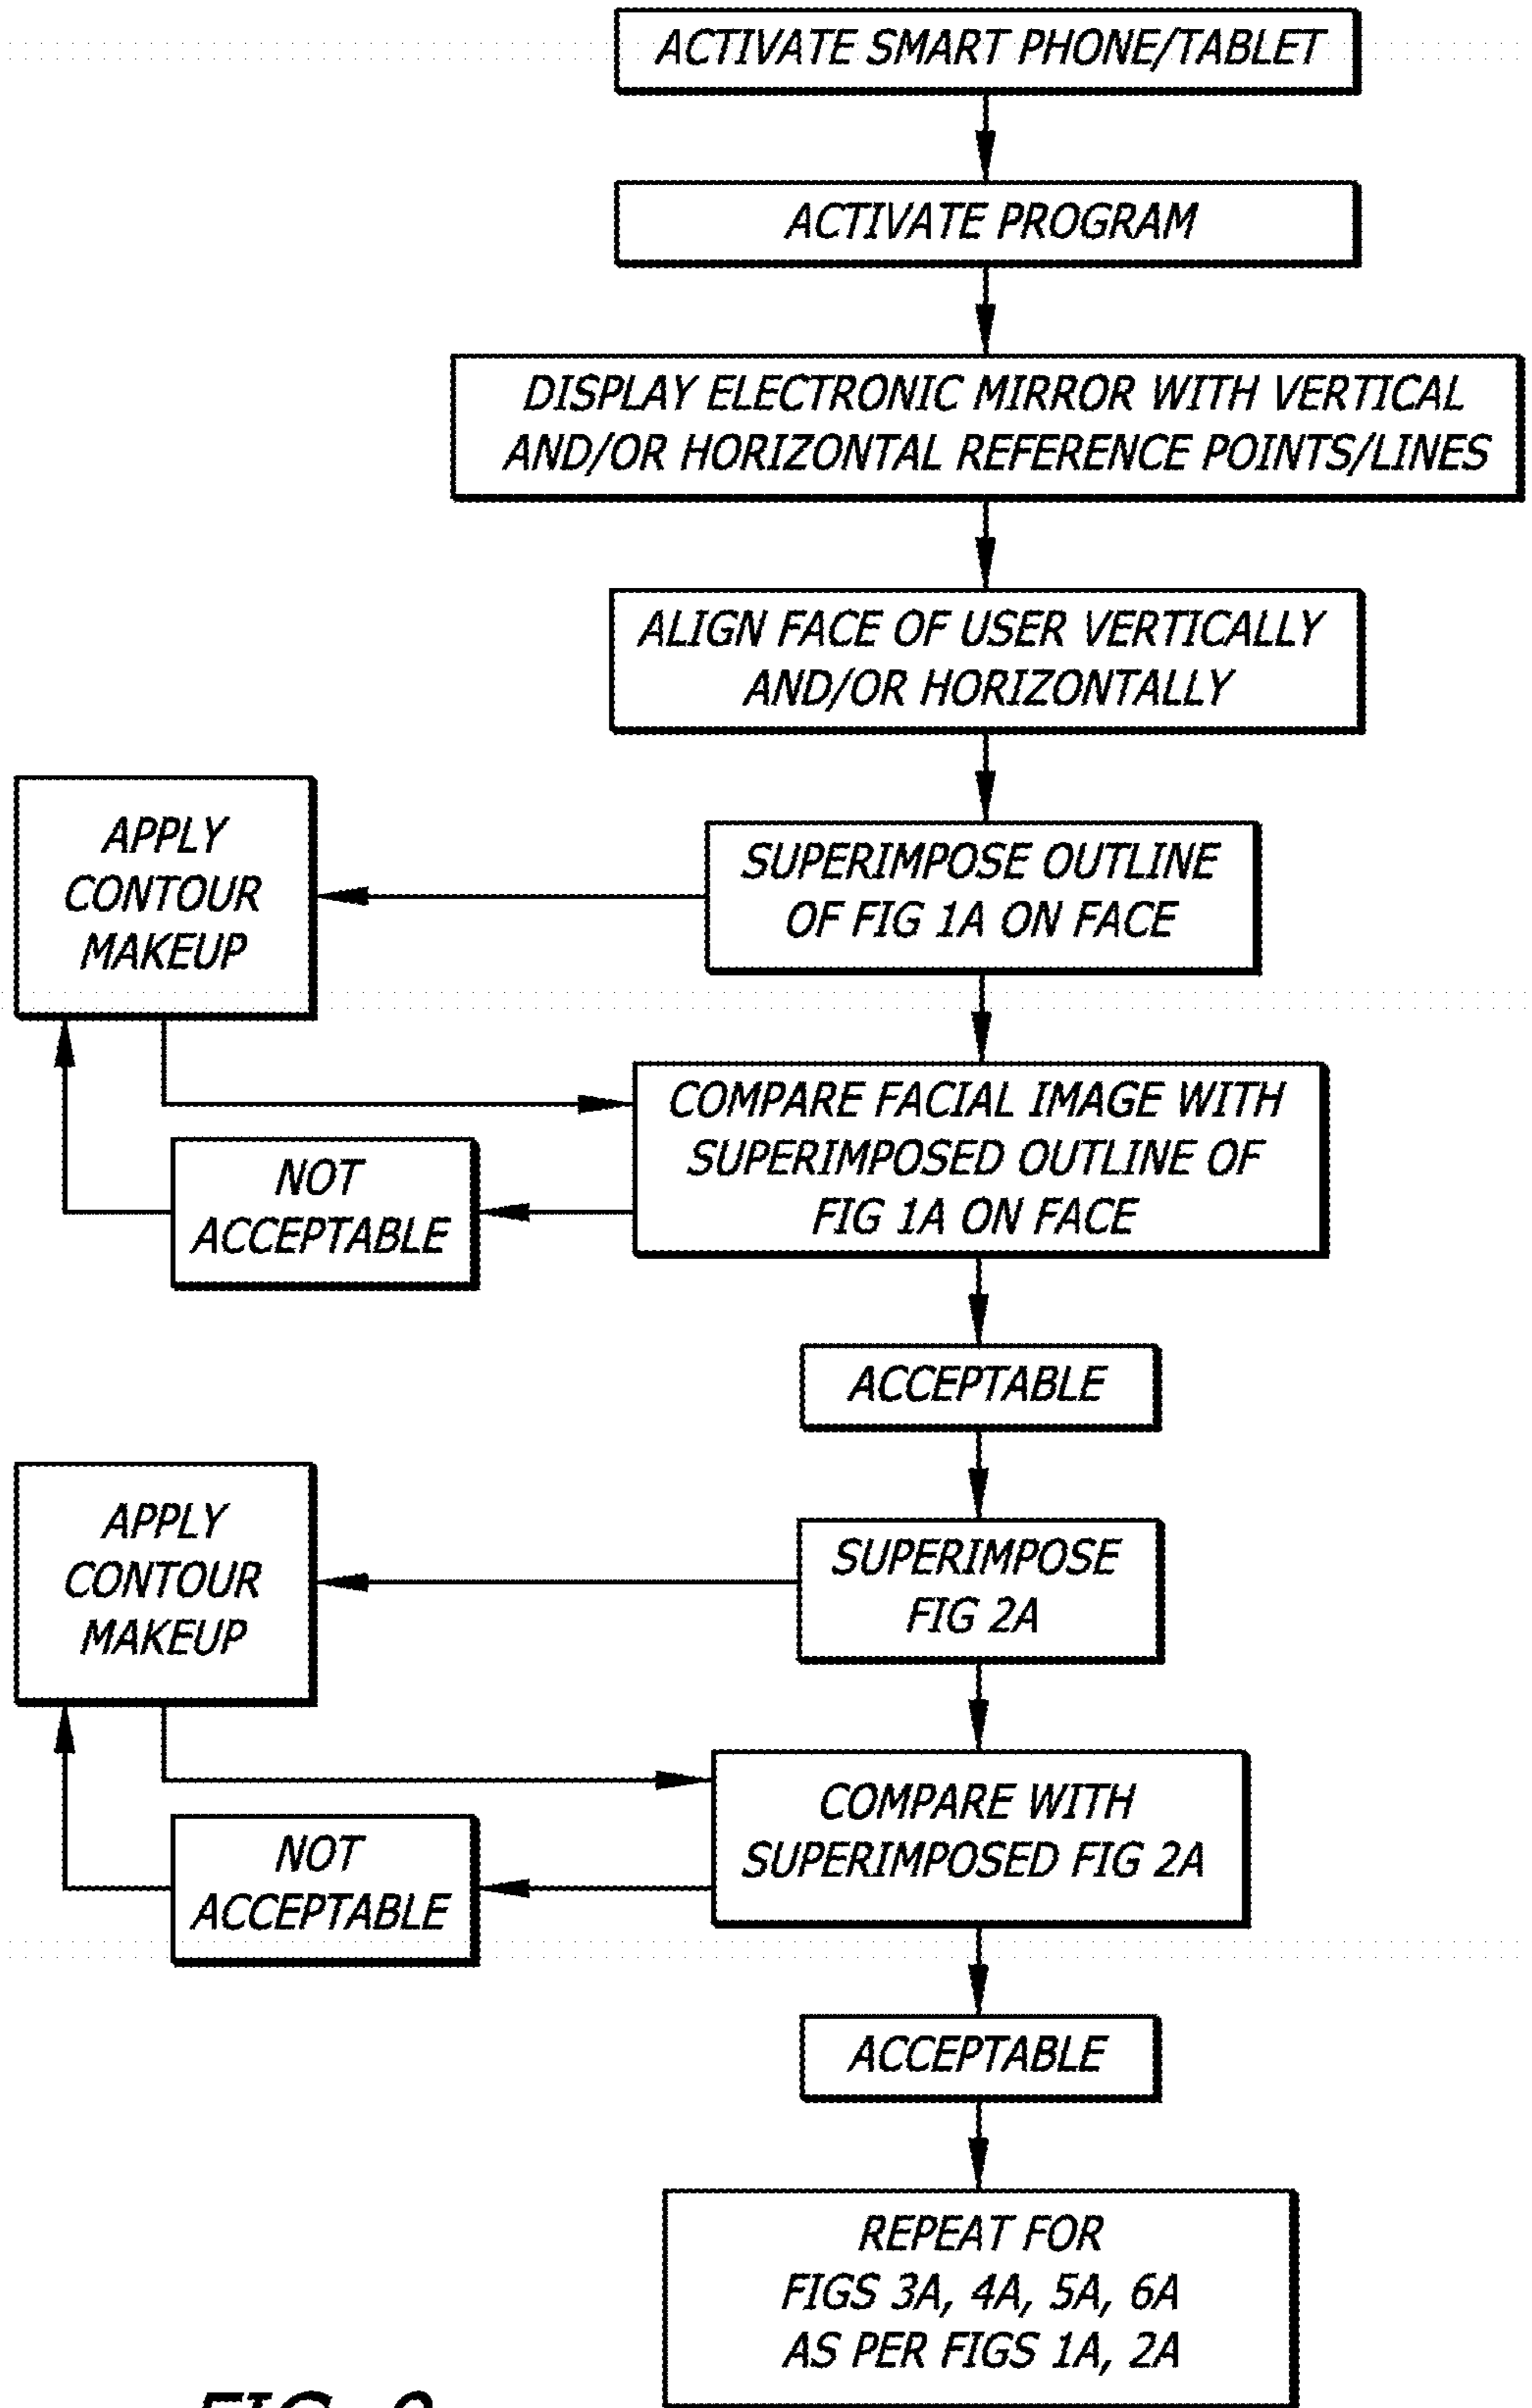 ACTIVATE SMART PHONE/TABLET
ACTIVATE PROGRAM
DISPLAY ELECTRONIC MIRROR WITH VERTICAL
AND/OR HORIZONTAL REFERENCE POINTS/LINES
ALIGN FACE OF USER VERTICALLY
AND/OR HORIZONTALLY
APPLY
CONTOUR
MAKEUP
SUPERIMPOSE OUTLINE
OF FIG 1A ON FACE
COMPARE FACIAL IMAGE WITH
SUPERIMPOSED OUTLINE OF
FIG 1A ON FACE
NOT
ACCEPTABLE
ACCEPTABLE
APPLY
CONTOUR
MAKEUP
SUPERIMPOSE
FIG 2A
COMPARE WITH
SUPERIMPOSED FIG 2A
NOT
ACCEPTABLE
ACCEPTABLE
REPEAT FOR
FIGS 3A, 4A, 5A, 6A
AS PER FIGS 1A, 2A
FIG.